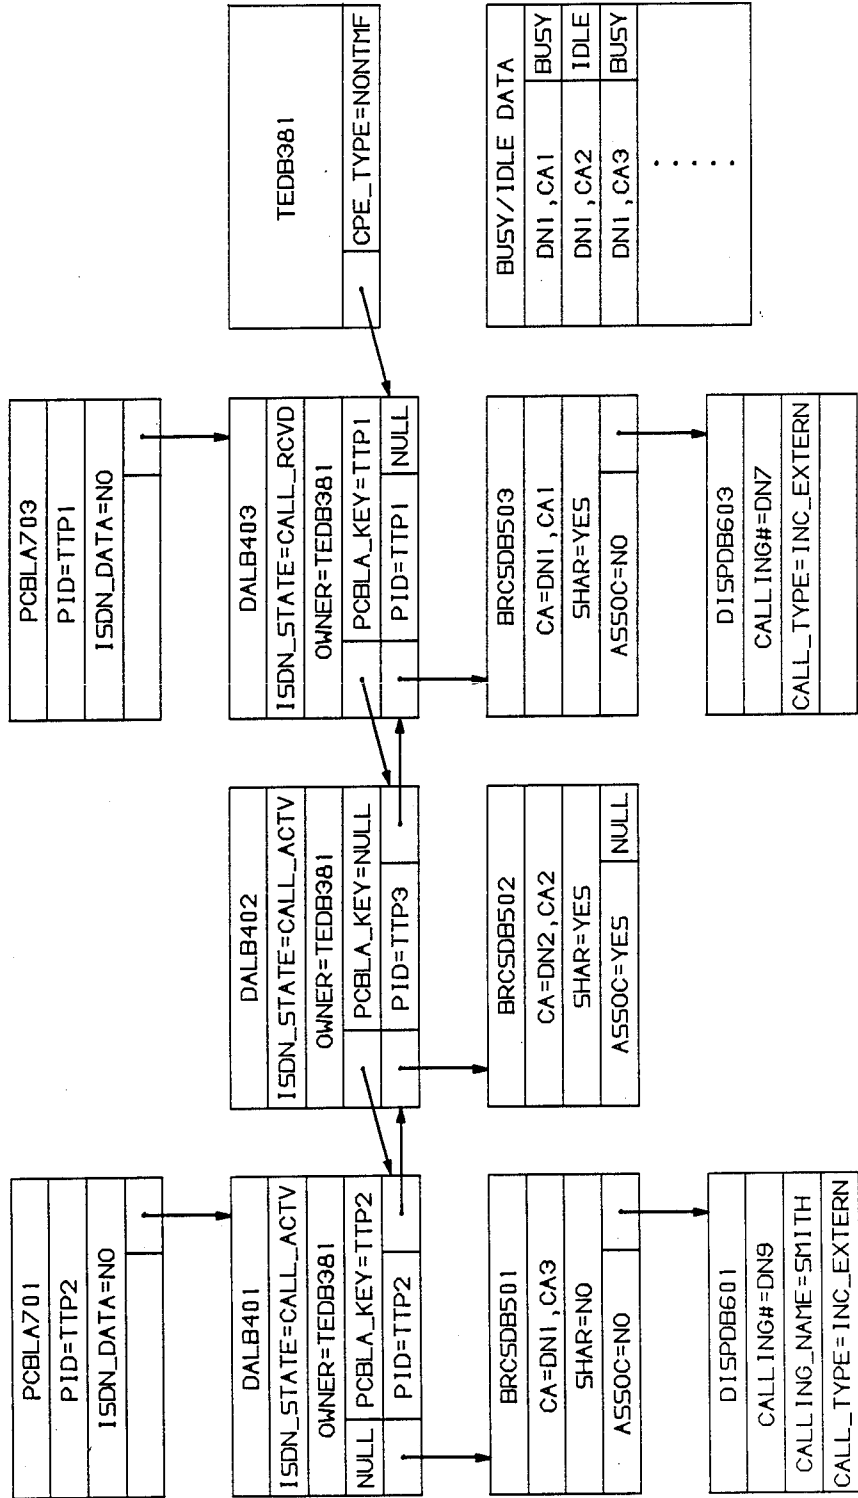 PCBLA701
PID=TTP2
ISDN_DATA=NO
PCBLA703
PID=TTP1
ISDN_DATA=NO
DALB401
ISDN_STATE=CALL_ACTV
OWNER=TEDB381
NULL PCBLA_KEY=TTP2
PID=TTP2
DALB402
ISDN_STATE=CALL_ACTV
OWNER=TEDB381
PCBLA_KEY=NULL
PID=TTP3
DALB403
ISDN_STATE=CALL_RCVD
OWNER=TEDB381
PCBLA_KEY=TTP1
PID=TTP1 NULL
TEDB381
CPE_TYPE=NONTMF
BRCSDB501
CA=DN1,CA3
SHAR=NO
ASSOC=NO
BRCSDB502
CA=DN2,CA2
SHAR=YES
ASSOC=YES NULL
BRCSDB503
CA=DN1,CA1
SHAR=YES
ASSOC=NO
BUSY/IDLE DATA
DN1,CA1 BUSY
DN1,CA2 IDLE
DN1,CA3 BUSY
.....
DISPDB601
CALLING#=DN9
CALLING_NAME=SMITH
CALL_TYPE=INC_EXTERN
DISPDB603
CALLING#=DN7
CALL_TYPE=INC_EXTERN